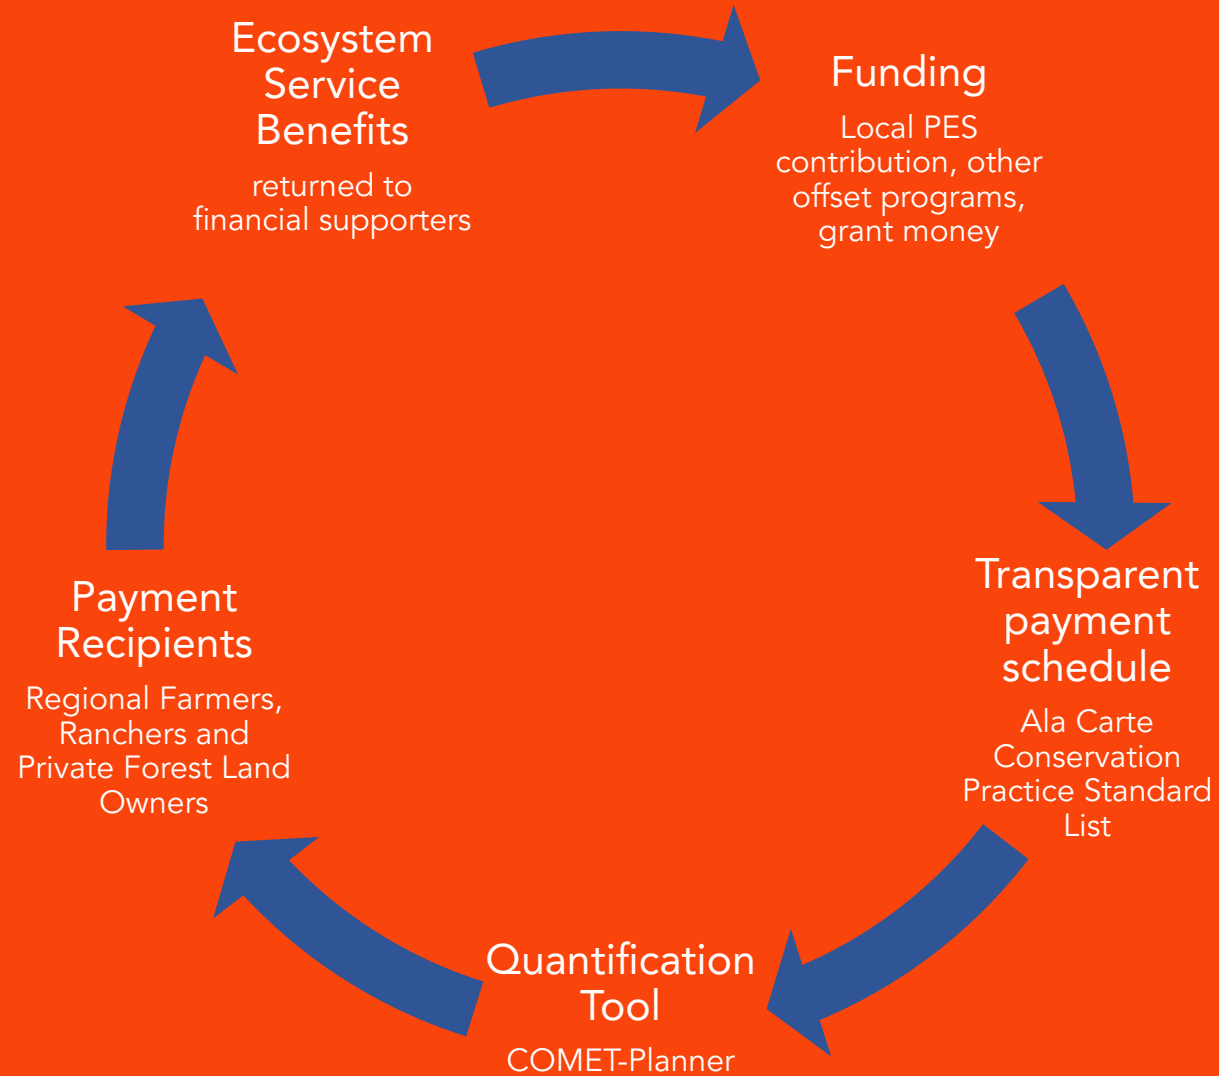 Ecosystem
Service
Benefits
returned to
financial supporters
Funding
Local PES
contribution, other
offset programs,
grant money
Transparent
payment
schedule
Ala Carte
Conservation
Practice Standard
List
Quantification
Tool
COMET-Planner
Payment
Recipients
Regional Farmers,
Ranchers and
Private Forest Land
Owners